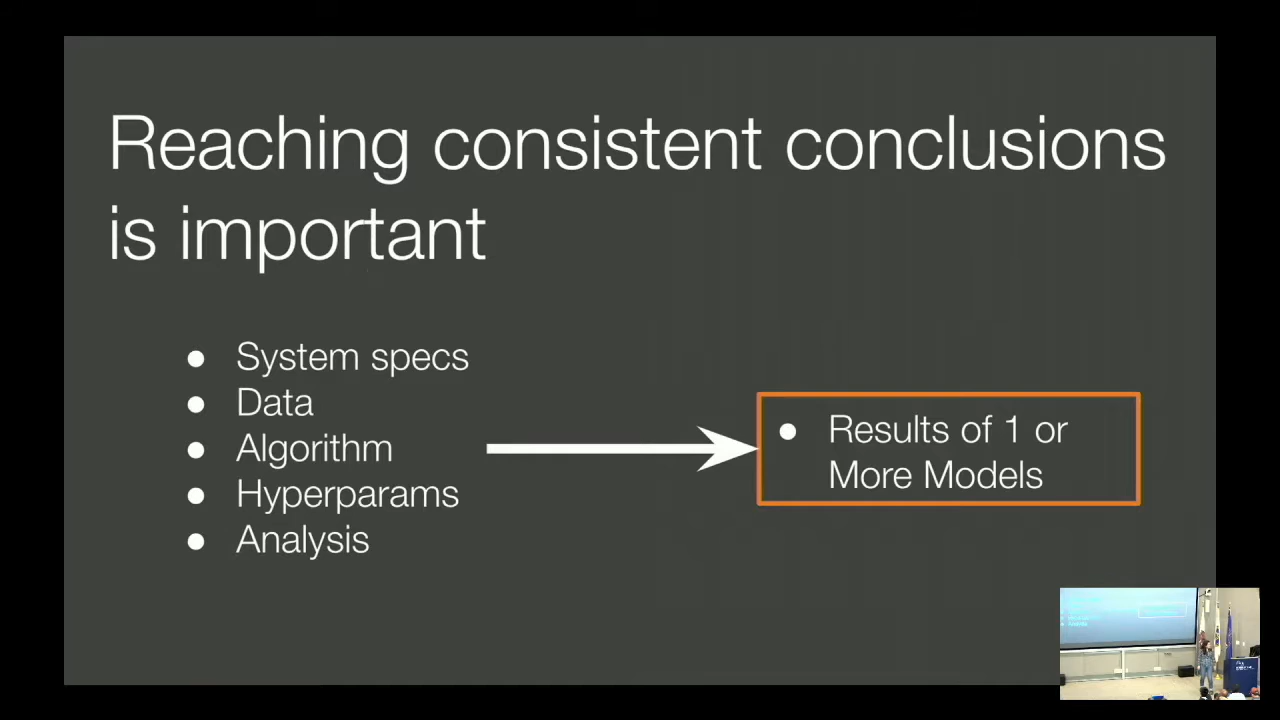 Reaching consistent conclusions
is important
● System specs
● Data
● Algorithm
● Hyperparams
● Analysis
● Results of 1 or
More Models